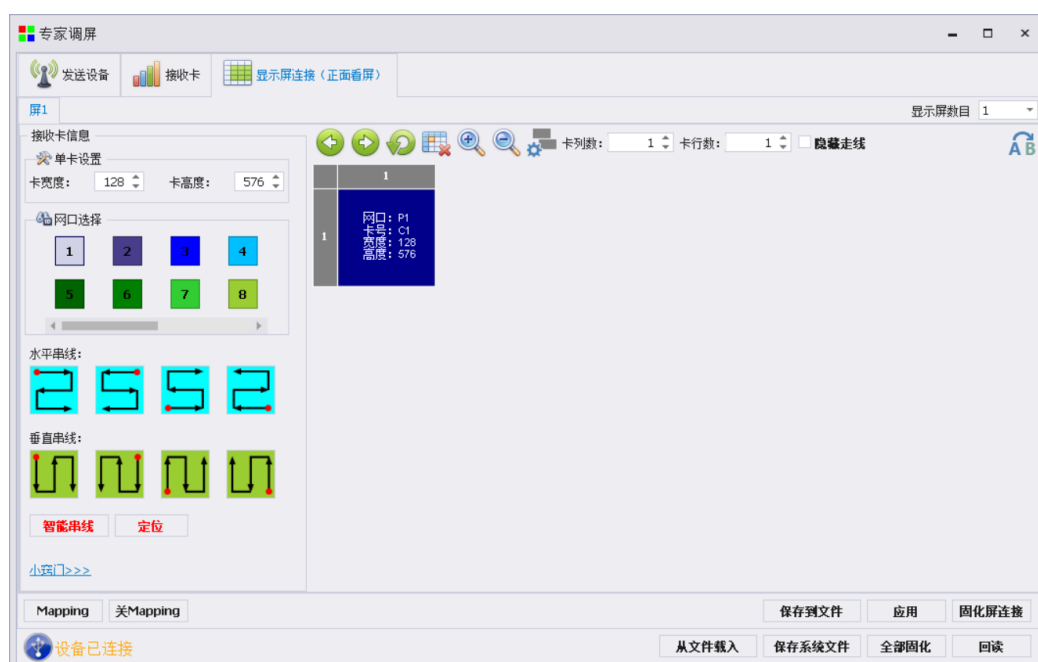 专家调屏
发送设备 接收卡 显示屏连接（正面看屏）
屏1 显示屏数目 1
接收卡信息
单卡设置
卡宽度： 128 卡高度： 576
卡列数： 1 卡行数： 1 隐藏走线 A B
网口选择
1 2 3 4
5 6 7 8
1
1
网口：P1
卡号：C1
宽度：128
高度：576
水平串线：
垂直串线：
智能串线 定位
小窍门>>>
Mapping 关Mapping 保存到文件 应用 固化屏连接
设备已连接 从文件载入 保存系统文件 全部固化 回读